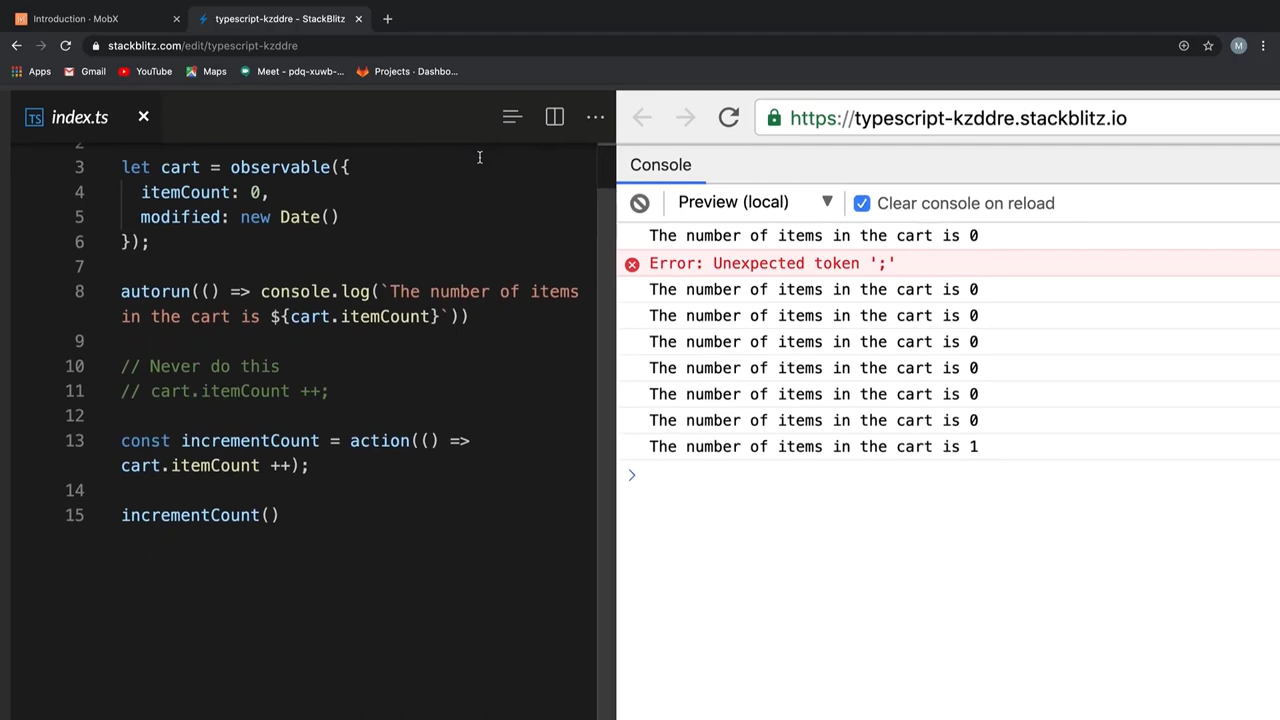 Introduction · MobX
typescript-kzddre - StackBlitz
stackblitz.com/edit/typescript-kzddre
M
Apps
Gmail
YouTube
Maps
Meet - pdq-xuwb-...
Projects · Dashbo...
TS index.ts
https://typescript-kzddre.stackblitz.io
Console
Preview (local)
Clear console on reload
2
3 let cart = observable({
4 itemCount: 0,
5 modified: new Date()
6 });
7
8 autorun(() => console.log(`The number of items
in the cart is ${cart.itemCount}`))
9
10 // Never do this
11 // cart.itemCount ++;
12
13 const incrementCount = action(() =>
cart.itemCount ++);
14
15 incrementCount()
The number of items in the cart is 0
Error: Unexpected token ';'
The number of items in the cart is 0
The number of items in the cart is 0
The number of items in the cart is 0
The number of items in the cart is 0
The number of items in the cart is 0
The number of items in the cart is 0
The number of items in the cart is 1
>